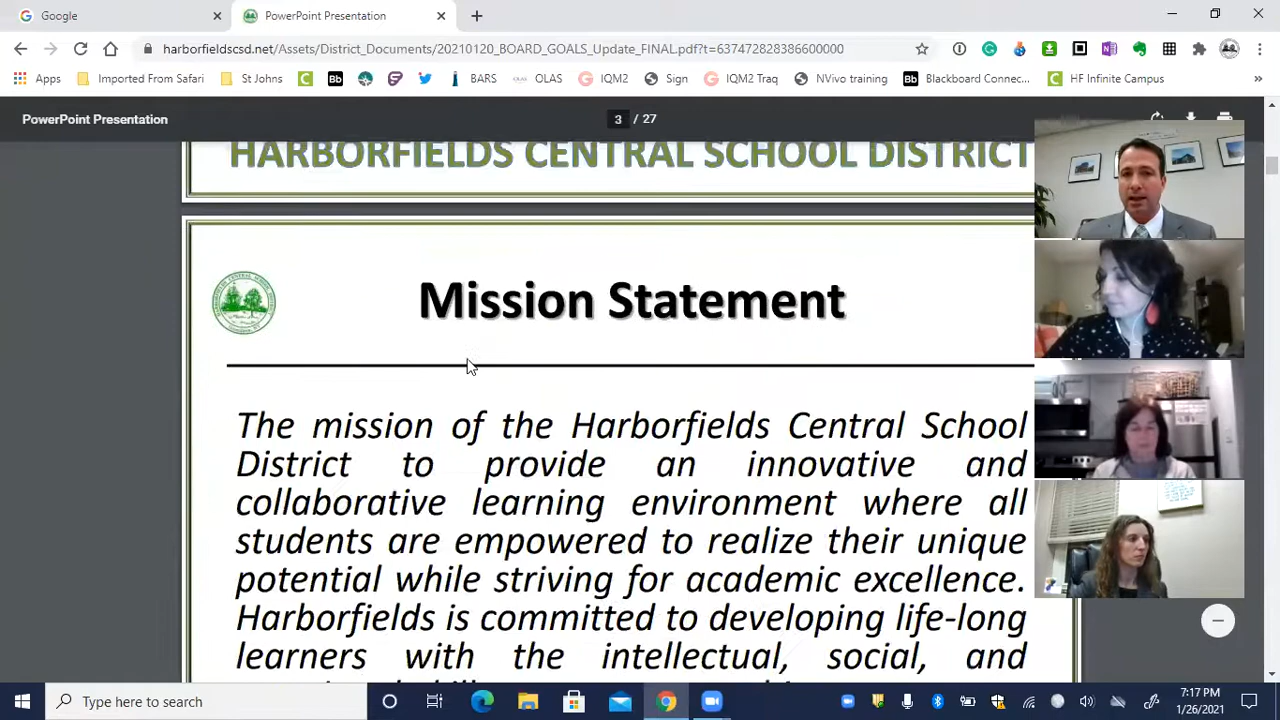 Google
PowerPoint Presentation
harborfieldscsd.net/Assets/District_Documents/20210120_BOARD_GOALS_Update_FINAL.pdf?t=637472828386600000
Apps Imported From Safari St Johns Bb BARS OLAS IQM2 Sign IQM2 Traq NVivo training Bb Blackboard Connec... HF Infinite Campus »
PowerPoint Presentation 3 / 27
HARBORFIELDS CENTRAL SCHOOL DISTRICT
Mission Statement
The mission of the Harborfields Central School
District to provide an innovative and
collaborative learning environment where all
students are empowered to realize their unique
potential while striving for academic excellence.
Harborfields is committed to developing life-long
learners with the intellectual, social, and
Type here to search
7:17 PM
1/26/2021